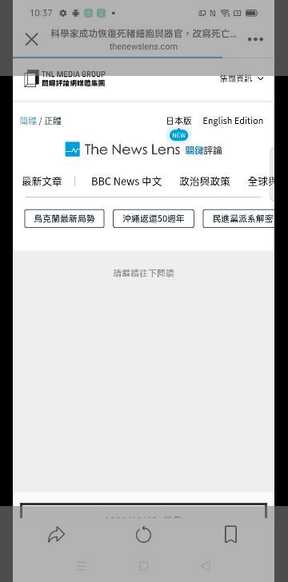 10:37
科學家成功恢復死豬細胞與器官，改寫死亡...
thenewslens.com
TNL MEDIA GROUP
關鍵評論網媒體集團
集團資訊
簡體 / 正體 日本版 English Edition
NEW
The News Lens 關鍵評論
最新文章 | BBC News 中文 政治與政策 全球
烏克蘭最新局勢 沖繩返還50週年 民進黨派系解密
請繼續往下閱讀